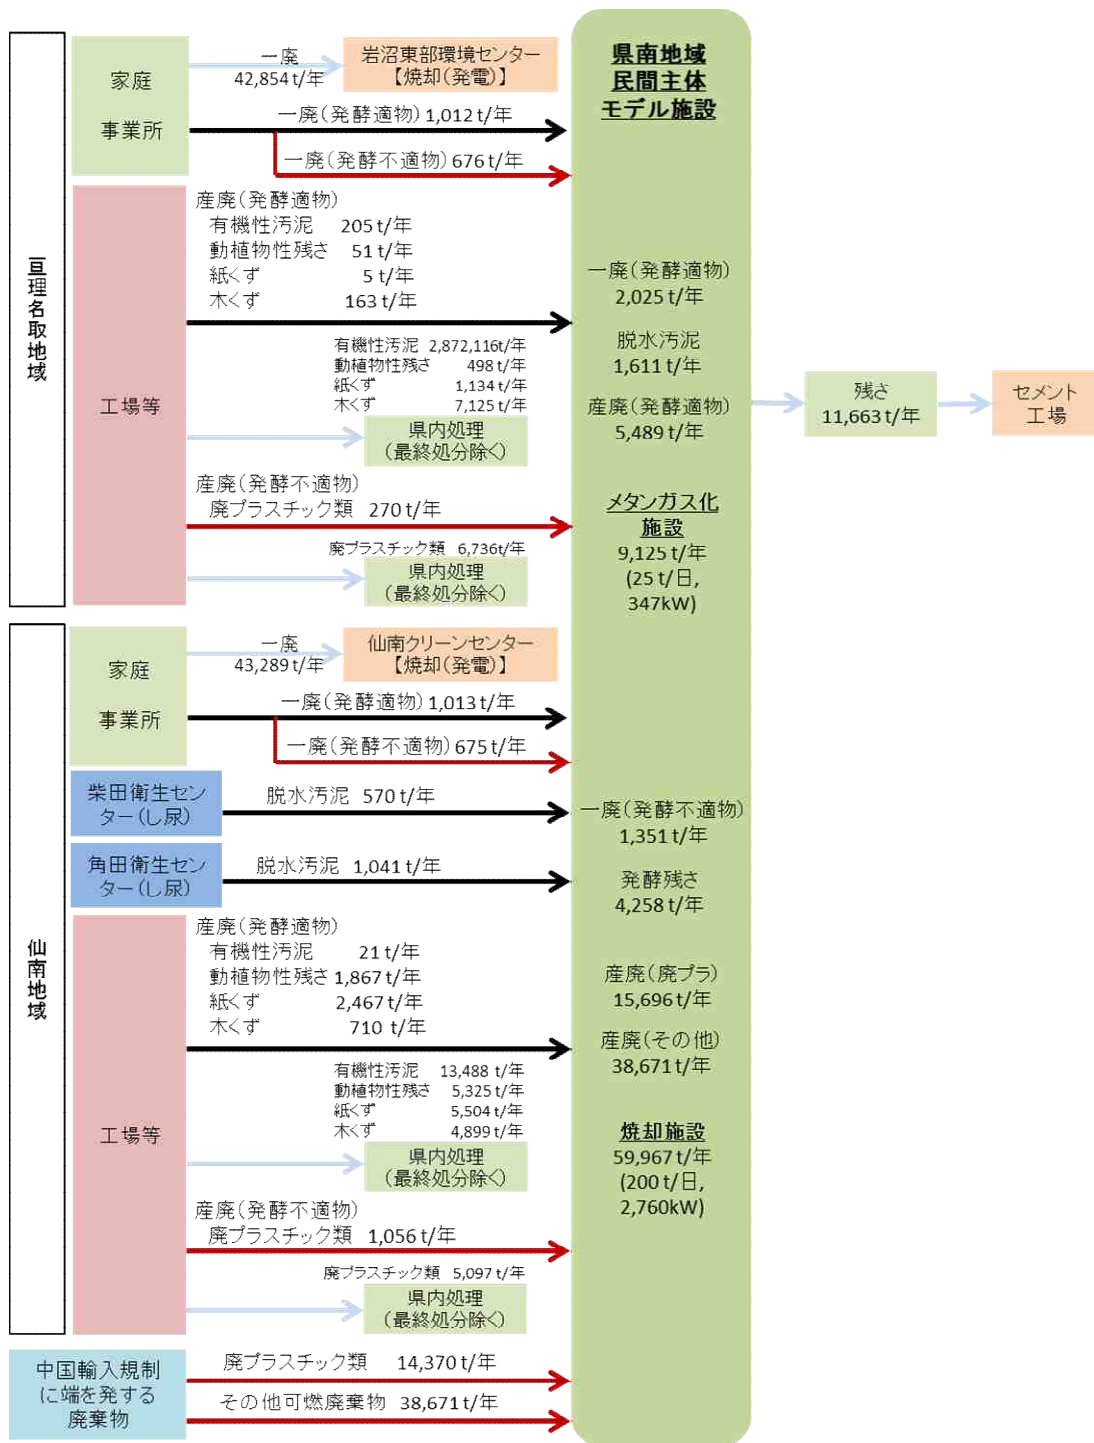 県南地域
民間主体
モデル施設
亘理名取地域
家庭
事業所
一廃
42,854t/年
岩沼東部環境センター
【焼却(発電)】
一廃(発酵適物) 1,012 t/年
一廃(発酵不適物) 676 t/年
工場等
産廃(発酵適物)
有機性汚泥 205 t/年
動植物性残さ 51 t/年
紙くず 5 t/年
木くず 163 t/年
有機性汚泥 2,872,116t/年
動植物性残さ 498 t/年
紙くず 1,134 t/年
木くず 7,125 t/年
県内処理
(最終処分除く)
産廃(発酵不適物)
廃プラスチック類 270 t/年
廃プラスチック類 6,736t/年
県内処理
(最終処分除く)
一廃(発酵適物)
2,025 t/年
脱水汚泥
1,611 t/年
産廃(発酵適物)
5,489 t/年
メタンガス化
施設
9,125 t/年
(25 t/日,
347kW)
残さ
11,663 t/年
セメント
工場
仙南地域
家庭
事業所
一廃
43,289 t/年
仙南クリーンセンター
【焼却(発電)】
一廃(発酵適物) 1,013 t/年
一廃(発酵不適物) 675 t/年
柴田衛生セン
ター(し尿)
脱水汚泥 570 t/年
角田衛生セン
ター(し尿)
脱水汚泥 1,041 t/年
工場等
産廃(発酵適物)
有機性汚泥 21 t/年
動植物性残さ 1,867 t/年
紙くず 2,467 t/年
木くず 710 t/年
有機性汚泥 13,488 t/年
動植物性残さ 5,325 t/年
紙くず 5,504 t/年
木くず 4,899 t/年
県内処理
(最終処分除く)
産廃(発酵不適物)
廃プラスチック類 1,056 t/年
廃プラスチック類 5,097 t/年
県内処理
(最終処分除く)
一廃(発酵不適物)
1,351 t/年
発酵残さ
4,258 t/年
産廃(廃プラ)
15,696 t/年
産廃(その他)
38,671 t/年
焼却施設
59,967 t/年
(200 t/日,
2,760kW)
中国輸入規制
に端を発する
廃棄物
廃プラスチック類 14,370 t/年
その他可燃廃棄物 38,671 t/年